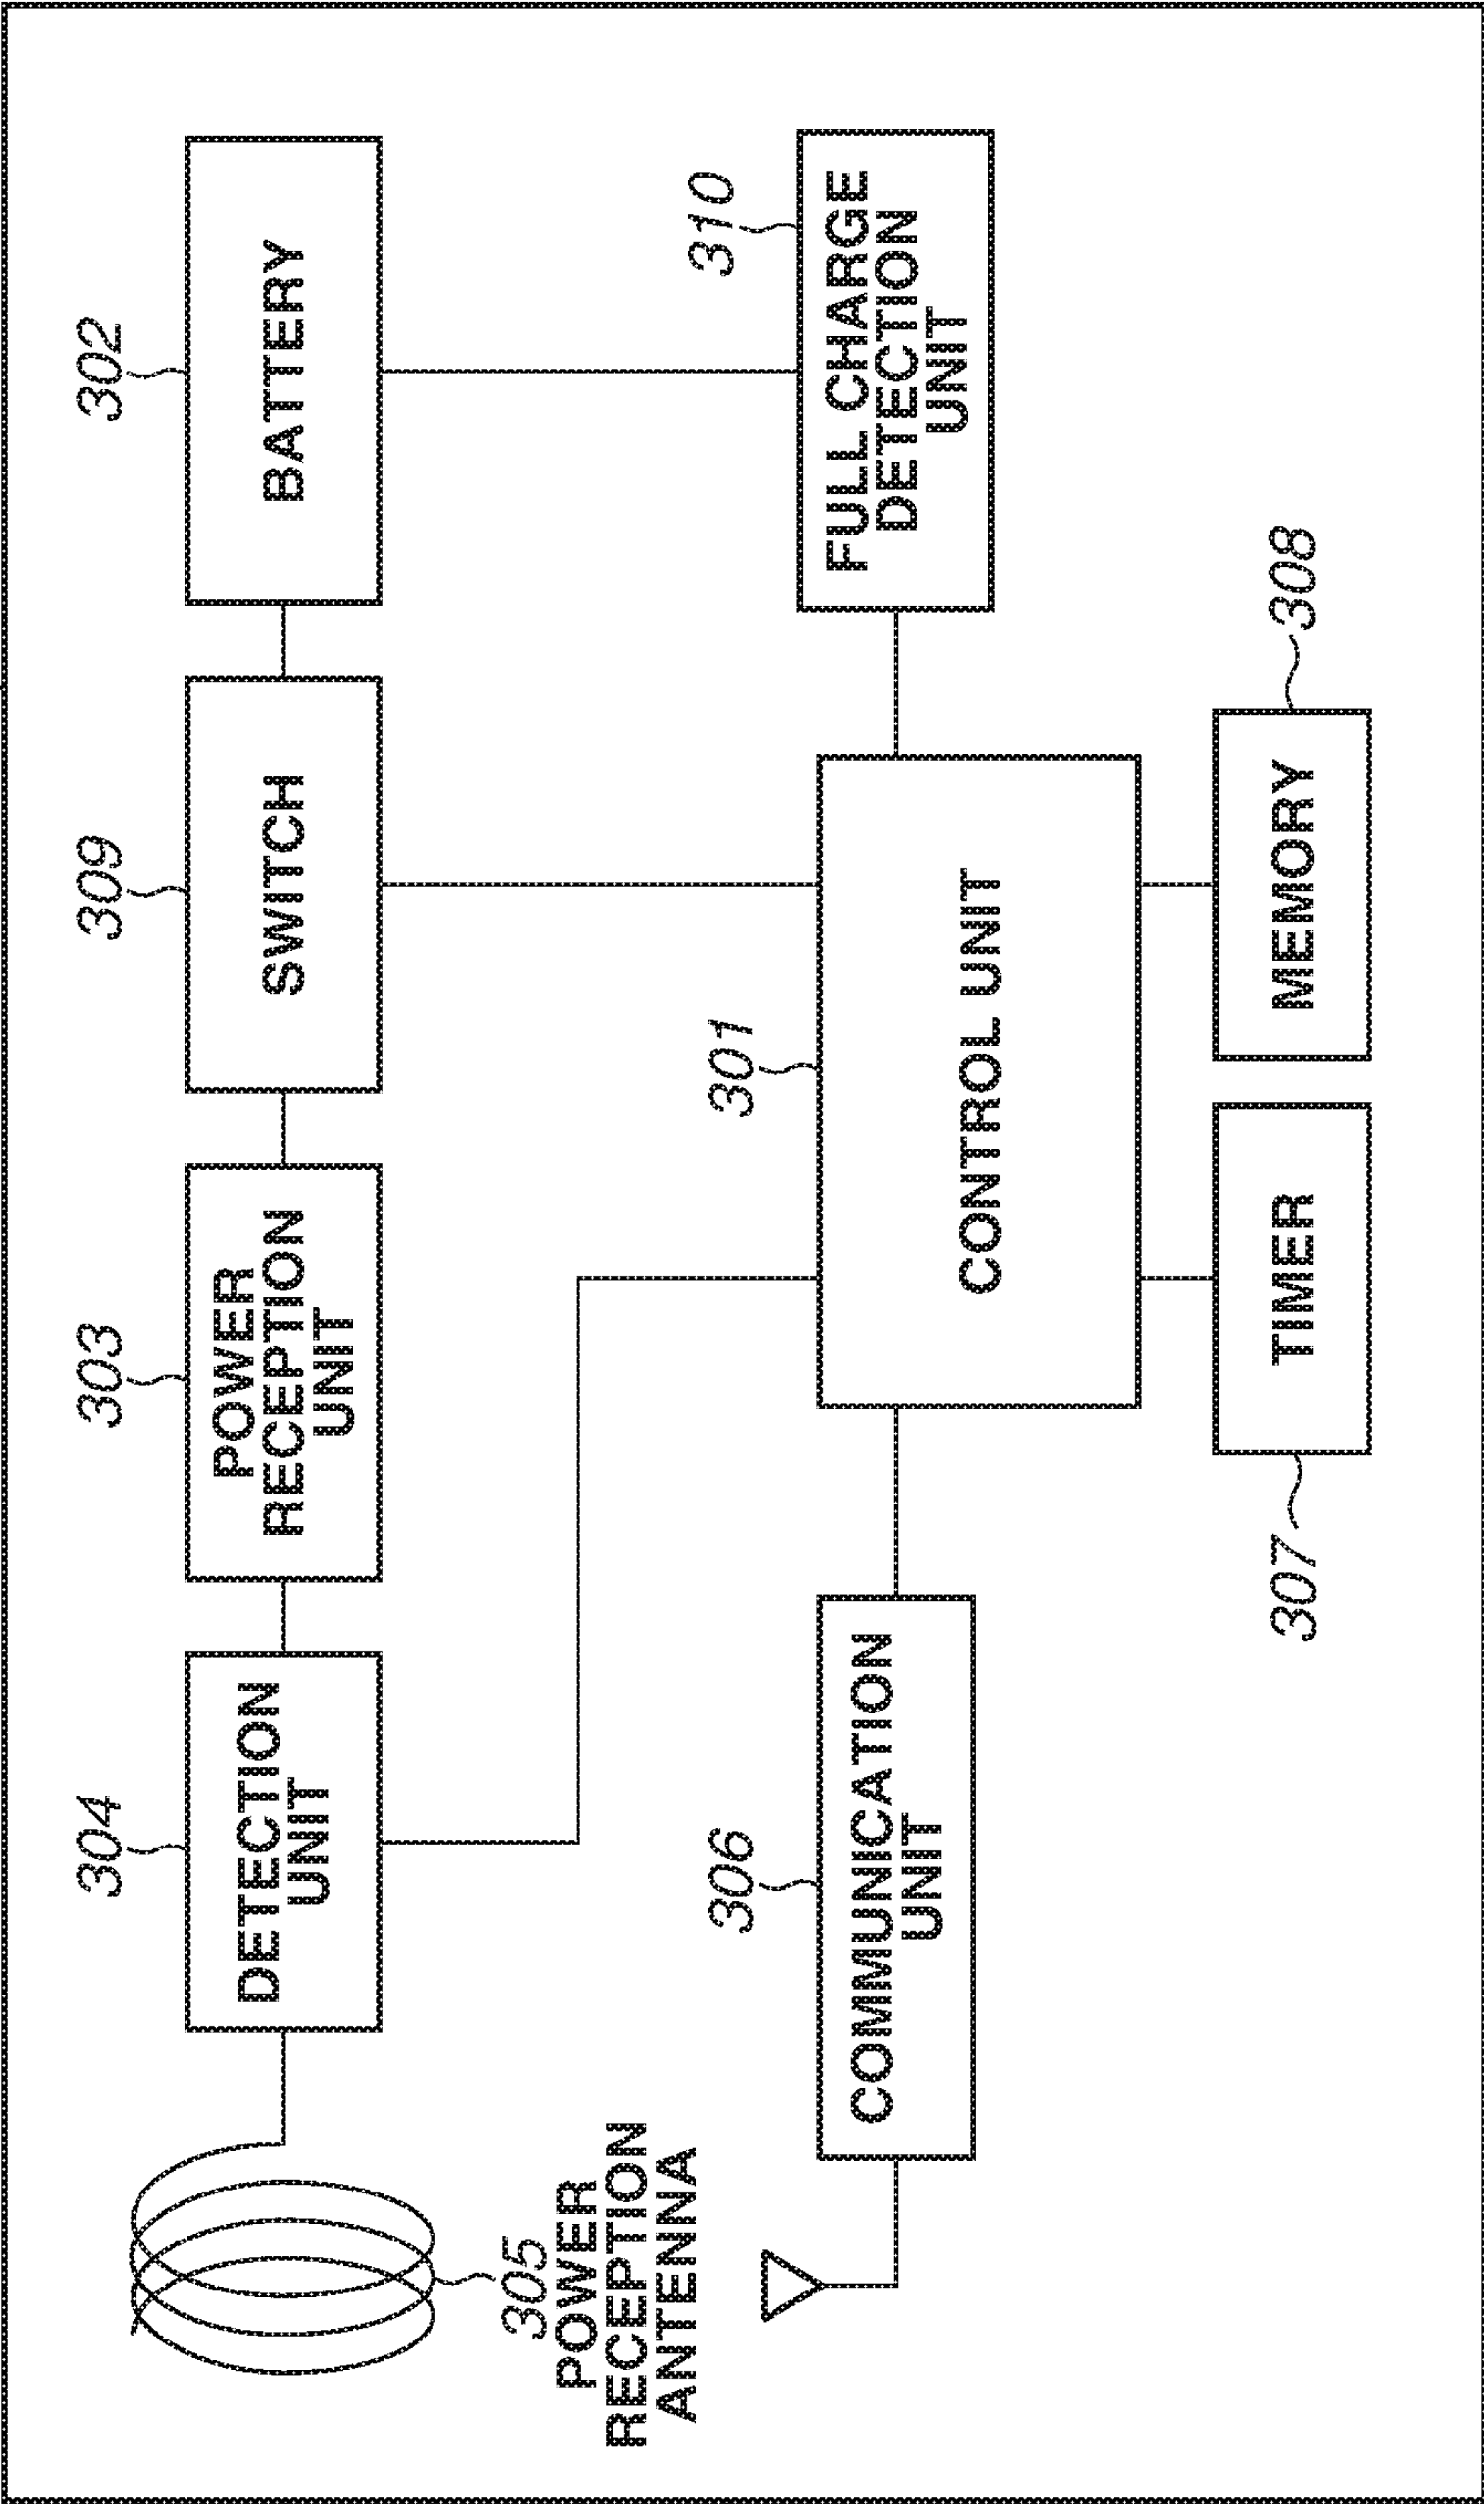 304
303
309
302
DETECTION
UNIT
POWER
RECEPTION
UNIT
SWITCH
BATTERY
305
POWER
RECEPTION
ANTENNA
306
301
310
COMMUNICATION
UNIT
CONTROL UNIT
FULL CHARGE
DETECTION
UNIT
307
TIMER
MEMORY
308